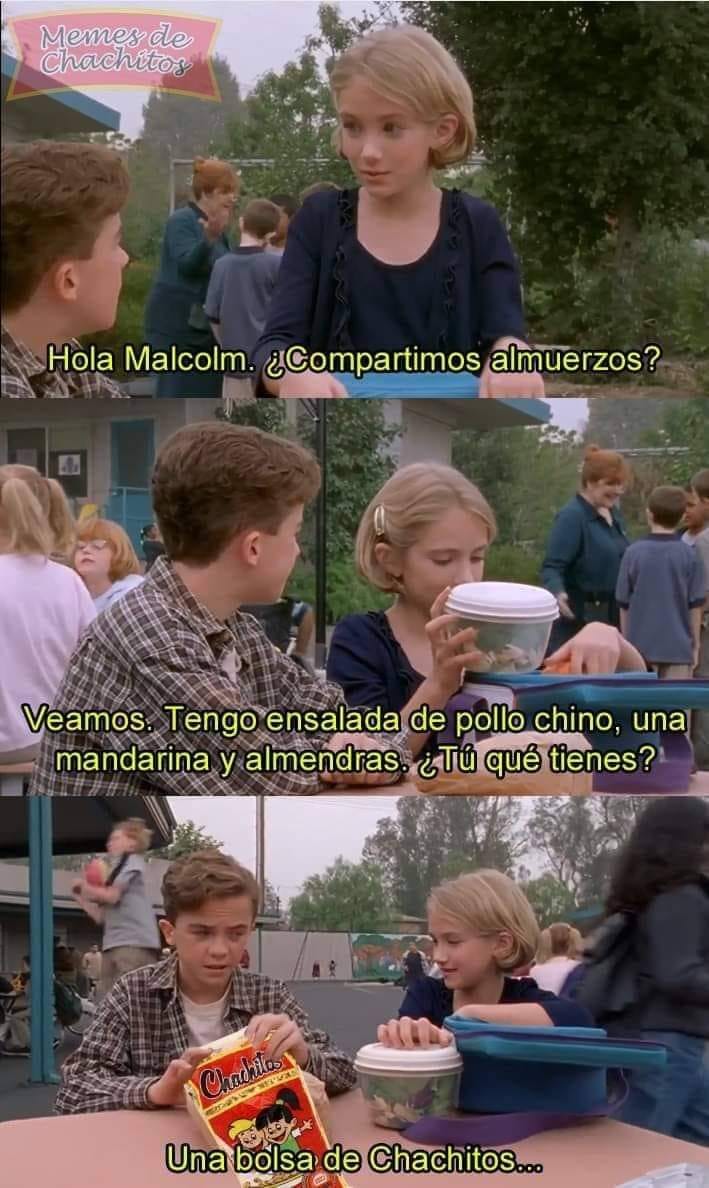 Memes de
Chachitos
Hola Malcolm. ¿Compartimos almuerzos?
Veamos. Tengo ensalada de pollo chino, una
mandarina y almendras. ¿Tú qué tienes?
Chachitos
Una bolsa de Chachitos...